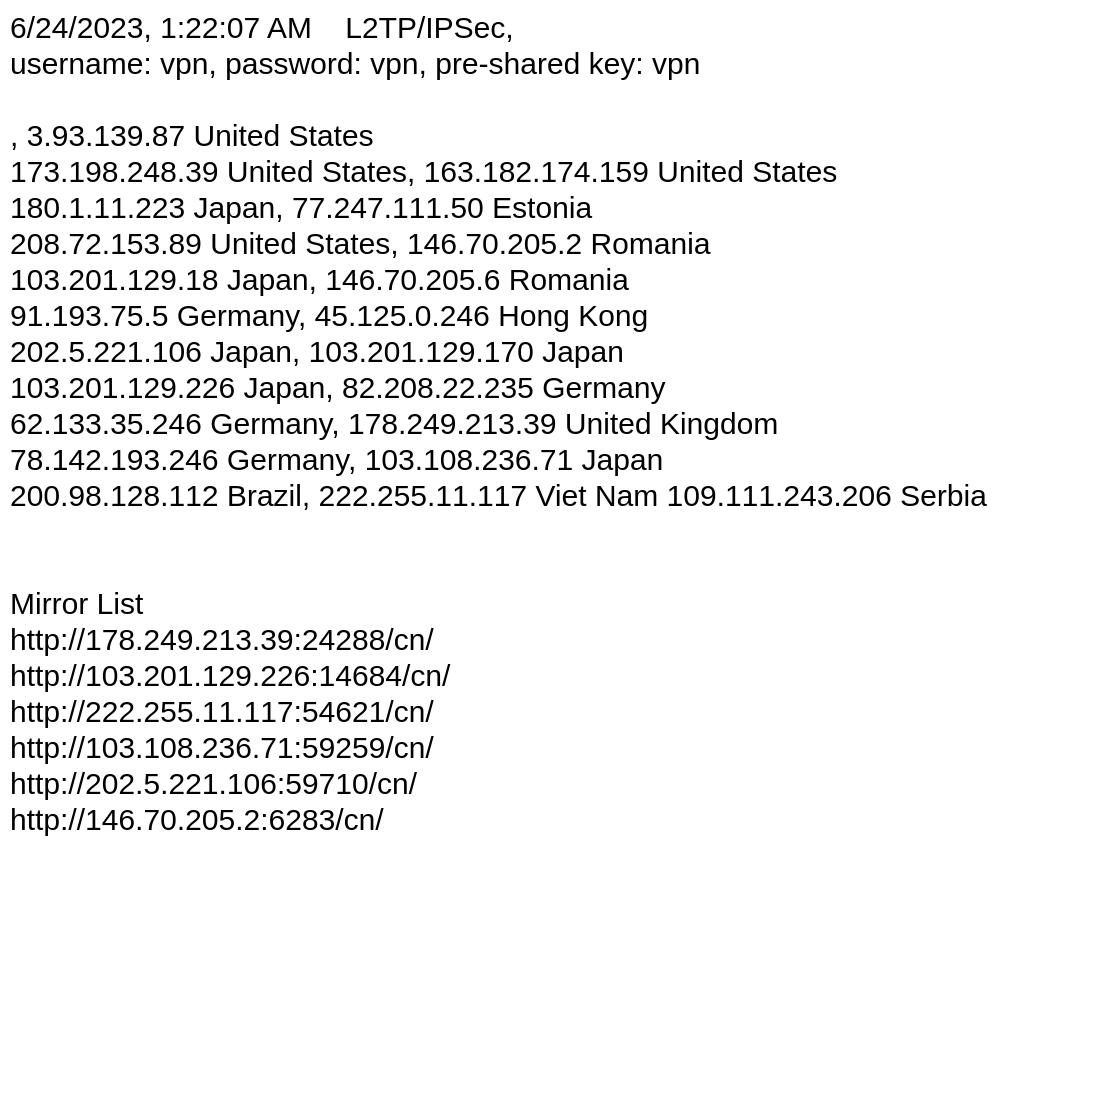 6/24/2023, 1:22:07 AM    L2TP/IPSec,
username: vpn, password: vpn, pre-shared key: vpn
, 3.93.139.87 United States
173.198.248.39 United States, 163.182.174.159 United States
180.1.11.223 Japan, 77.247.111.50 Estonia
208.72.153.89 United States, 146.70.205.2 Romania
103.201.129.18 Japan, 146.70.205.6 Romania
91.193.75.5 Germany, 45.125.0.246 Hong Kong
202.5.221.106 Japan, 103.201.129.170 Japan
103.201.129.226 Japan, 82.208.22.235 Germany
62.133.35.246 Germany, 178.249.213.39 United Kingdom
78.142.193.246 Germany, 103.108.236.71 Japan
200.98.128.112 Brazil, 222.255.11.117 Viet Nam 109.111.243.206 Serbia
Mirror List
http://178.249.213.39:24288/cn/
http://103.201.129.226:14684/cn/
http://222.255.11.117:54621/cn/
http://103.108.236.71:59259/cn/
http://202.5.221.106:59710/cn/
http://146.70.205.2:6283/cn/